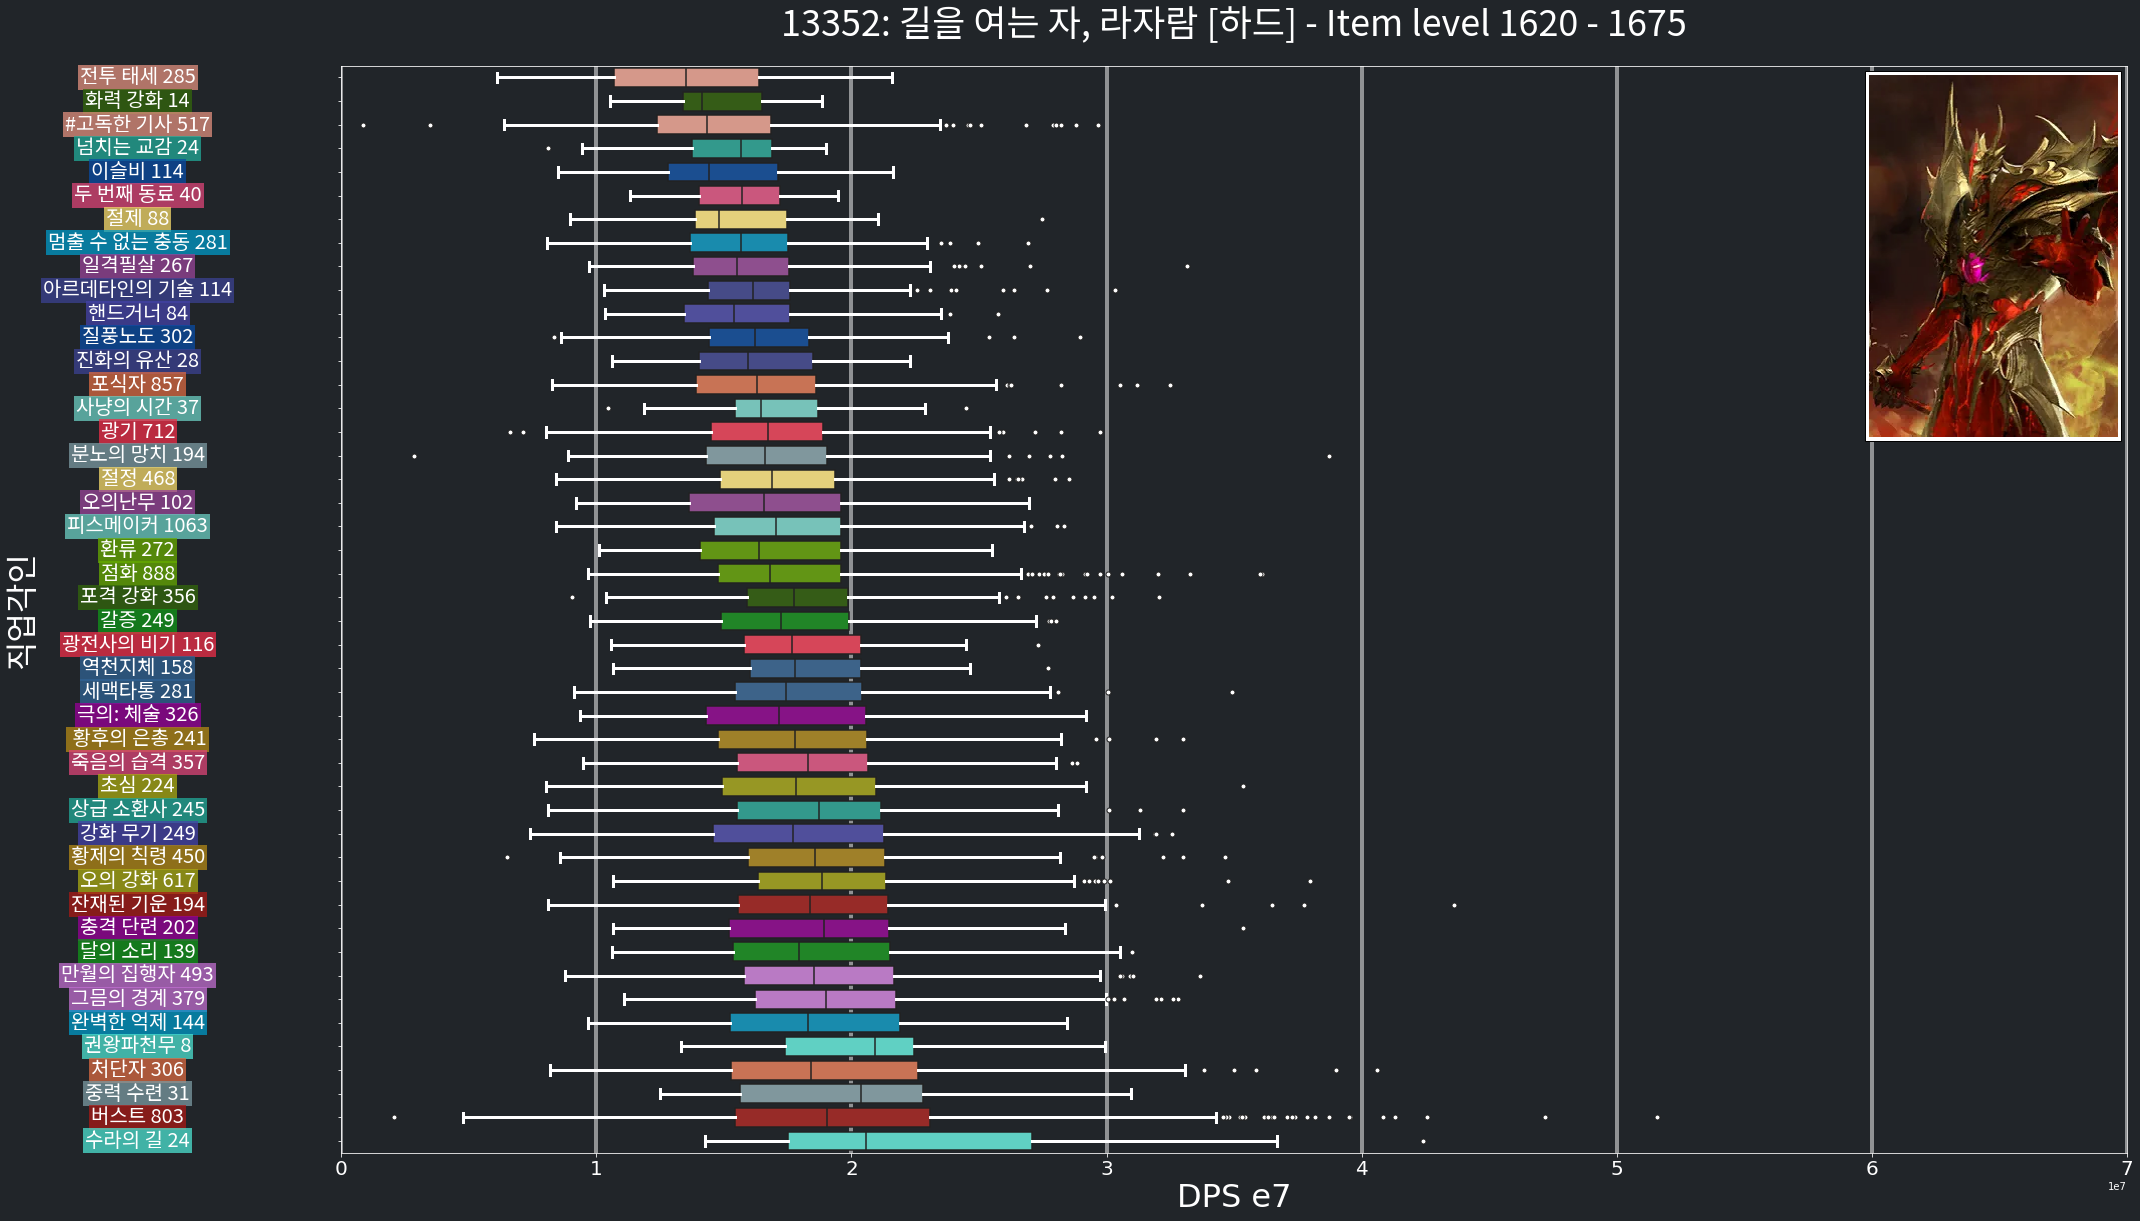 13352: 길을 여는 자, 라자람 [하드] - Item level 1620 - 1675
직업각인
전투 태세 285
화력 강화 14
#고독한 기사 517
넘치는 교감 24
이슬비 114
두 번째 동료 40
절제 88
멈출 수 없는 충동 281
일격필살 267
아르데타인의 기술 114
핸드거너 84
질풍노도 302
진화의 유산 28
포식자 857
사냥의 시간 37
광기 712
분노의 망치 194
절정 468
오의난무 102
피스메이커 1063
환류 272
점화 888
포격 강화 356
갈증 249
광전사의 비기 116
역천지체 158
세맥타통 281
극의: 체술 326
황후의 은총 241
죽음의 습격 357
초심 224
상급 소환사 245
강화 무기 249
황제의 칙령 450
오의 강화 617
잔재된 기운 194
충격 단련 202
달의 소리 139
만월의 집행자 493
그믐의 경계 379
완벽한 억제 144
권왕파천무 8
처단자 306
중력 수련 31
버스트 803
수라의 길 24
0 1 2 3 4 5 6 7
1e7
DPS e7